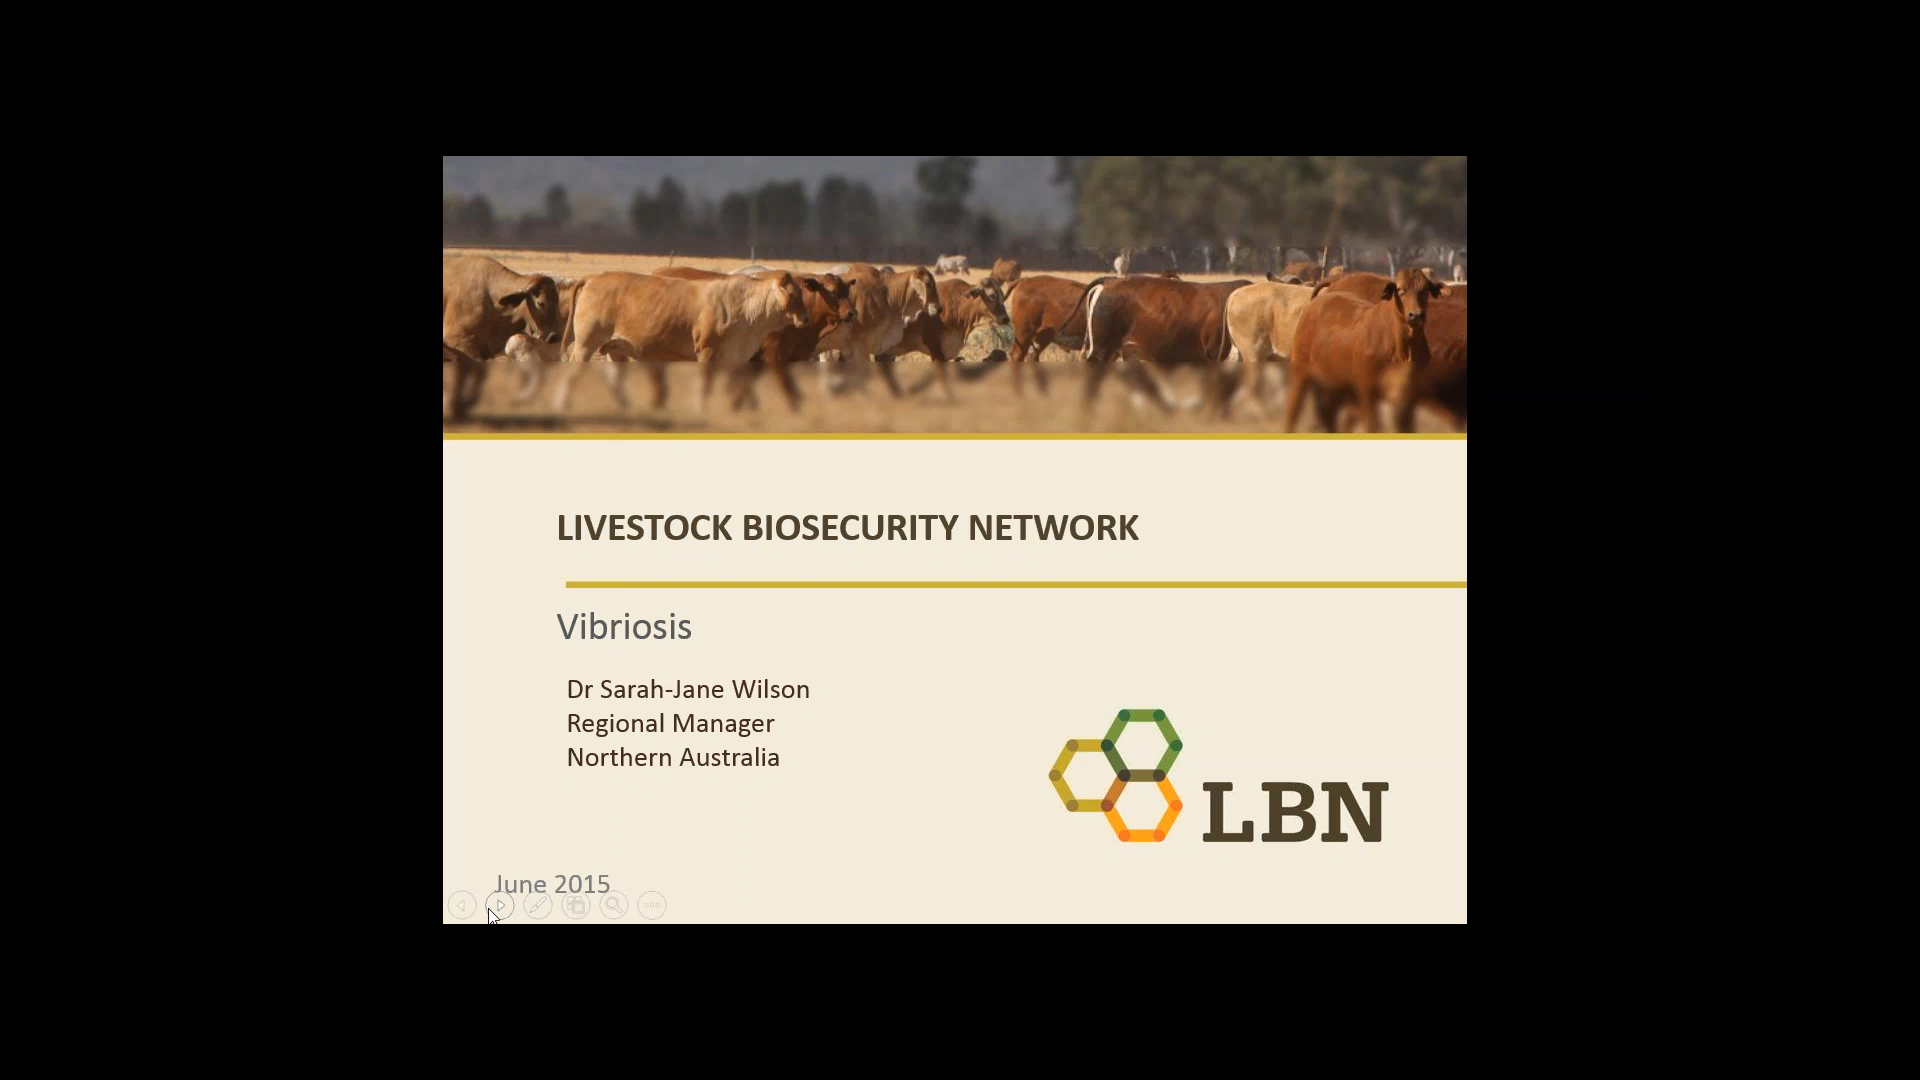 LIVESTOCK BIOSECURITY NETWORK
Vibriosis
Dr Sarah-Jane Wilson
Regional Manager
Northern Australia
LBN
June 2015